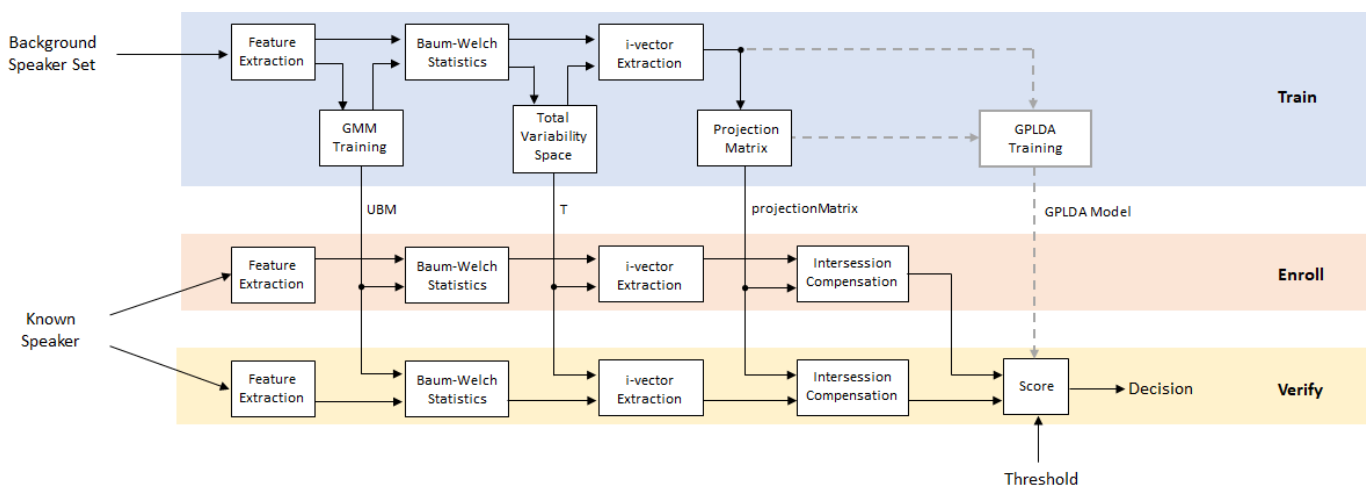 Background
Speaker Set
Feature
Extraction
Baum-Welch
Statistics
i-vector
Extraction
GMM
Training
Total
Variability
Space
Projection
Matrix
GPLDA
Training
Train
UBM
T
projectionMatrix
GPLDA Model
Known
Speaker
Feature
Extraction
Baum-Welch
Statistics
i-vector
Extraction
Intersession
Compensation
Enroll
Feature
Extraction
Baum-Welch
Statistics
i-vector
Extraction
Intersession
Compensation
Score
Decision
Verify
Threshold